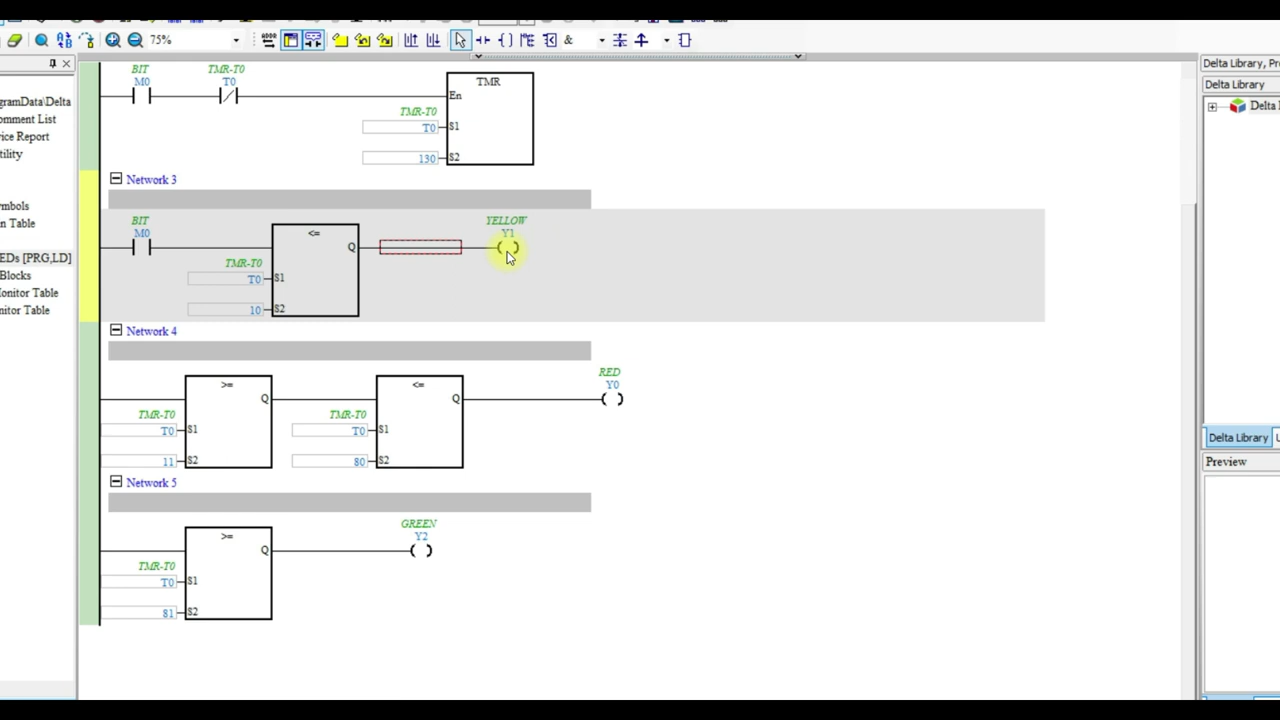 75%
&
Delta Library, Pr
gramData\Delta
omment List
vice Report
tility
mbols
n Table
EDs [PRG,LD]
Blocks
onitor Table
nitor Table
BIT
M0
TMR-T0
T0
TMR
En
TMR-T0
T0
S1
130
S2
Network 3
BIT
M0
<=
Q
TMR-T0
T0
S1
10
S2
YELLOW
Y1
Network 4
>=
Q
TMR-T0
T0
S1
11
S2
<=
Q
TMR-T0
T0
S1
80
S2
RED
Y0
Network 5
>=
Q
TMR-T0
T0
S1
81
S2
GREEN
Y2
Delta Library
Delta
Delta Library
Preview